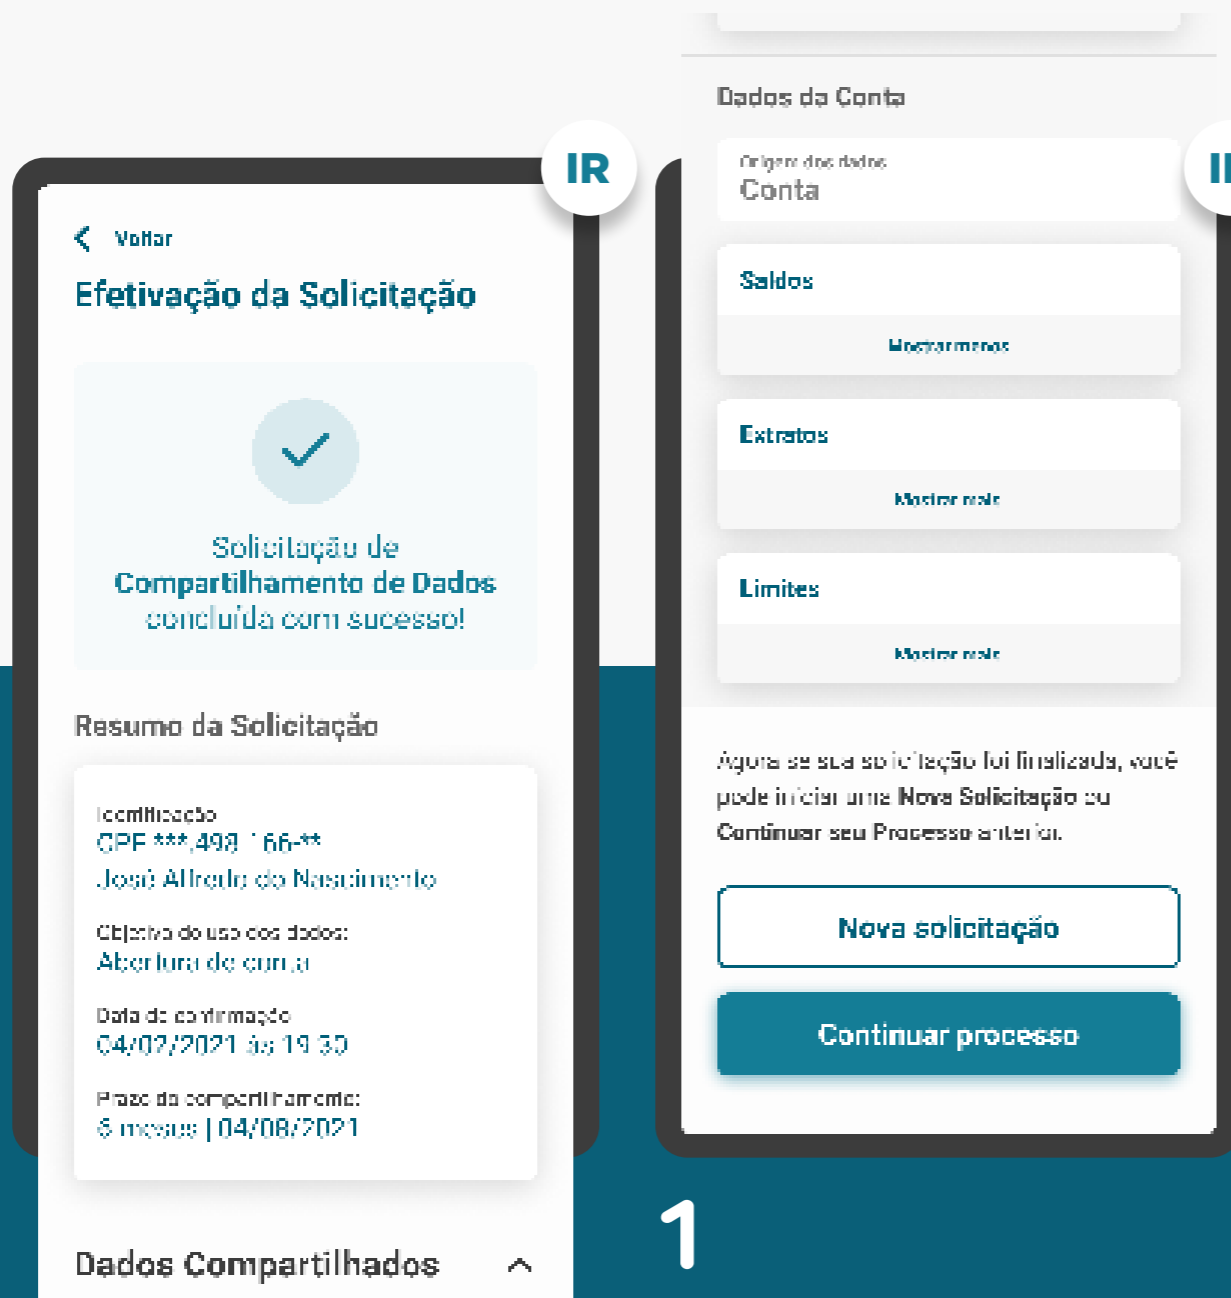 IR
Voltar
Efetivação da Solicitação
Solicitação de
Compartilhamento de Dados
concluída com sucesso!
Resumo da Solicitação
Identificação
CPF ***.498.166-**
José Alfredo do Nascimento
Objetivo do uso dos dados:
Abertura de conta
Data de confirmação
04/02/2021 às 19:30
Prazo do compartilhamento:
6 meses | 04/08/2021
Dados Compartilhados
Dados da Conta
Origem dos dados
Conta
Saldos
Mostrar menos
Extratos
Mostrar mais
Limites
Mostrar mais
Agora se sua solicitação foi finalizada, você
pode iniciar uma Nova Solicitação ou
Continuar seu Processo anterior.
Nova solicitação
Continuar processo
1